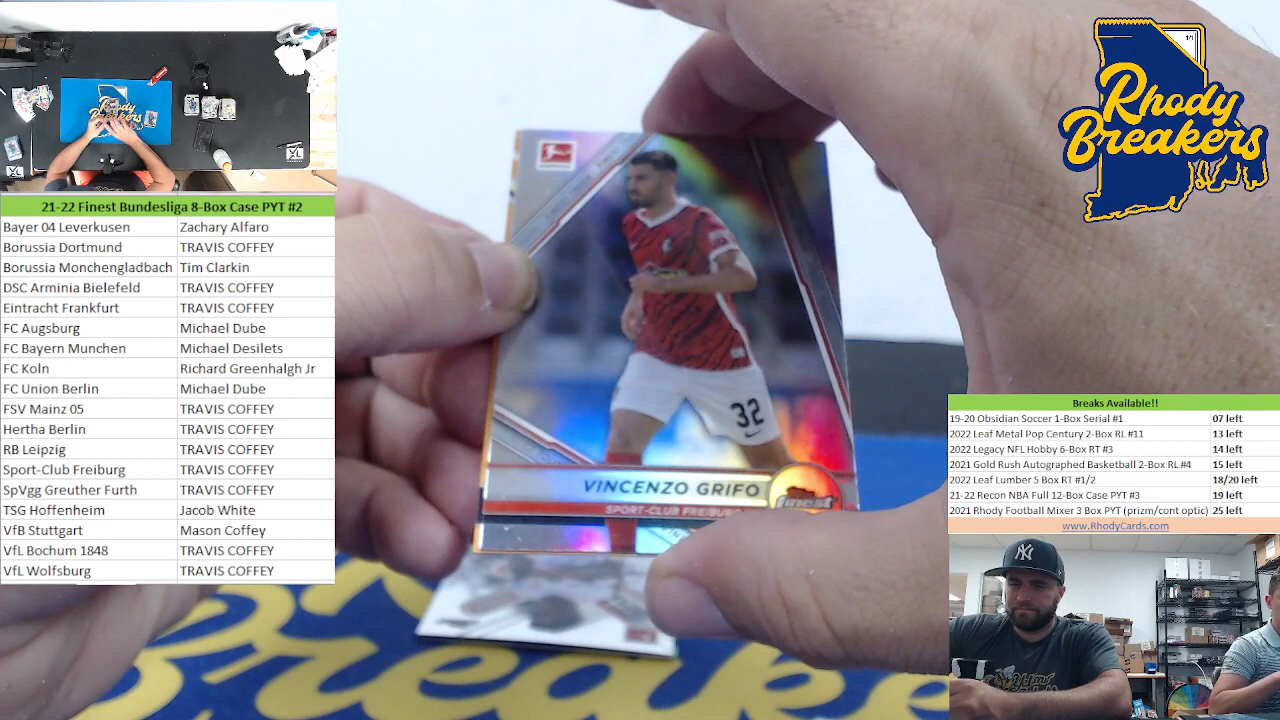 21-22 Finest Bundesliga 8-Box Case PYT #2
Bayer 04 Leverkusen Zachary Alfaro
Borussia Dortmund TRAVIS COFFEY
Borussia Monchengladbach Tim Clarkin
DSC Arminia Bielefeld TRAVIS COFFEY
Eintracht Frankfurt TRAVIS COFFEY
FC Augsburg Michael Dube
FC Bayern Munchen Michael Desilets
FC Koln Richard Greenhalgh Jr
FC Union Berlin Michael Dube
FSV Mainz 05 TRAVIS COFFEY
Hertha Berlin TRAVIS COFFEY
RB Leipzig TRAVIS COFFEY
Sport-Club Freiburg TRAVIS COFFEY
SpVgg Greuther Furth TRAVIS COFFEY
TSG Hoffenheim Jacob White
VfB Stuttgart Mason Coffey
VfL Bochum 1848 TRAVIS COFFEY
VfL Wolfsburg TRAVIS COFFEY
32
VINCENZO GRIFO
SPORT-CLUB FREIBURG
finest
Rhody
Breakers
1/1
Breaks Available!!
19-20 Obsidian Soccer 1-Box Serial #1 07 left
2022 Leaf Metal Pop Century 2-Box RL #11 13 left
2022 Legacy NFL Hobby 6-Box RT #3 14 left
2021 Gold Rush Autographed Basketball 2-Box RL #4 15 left
2022 Leaf Lumber 5 Box RT #1/2 18/20 left
21-22 Recon NBA Full 12-Box Case PYT #3 19 left
2021 Rhody Football Mixer 3 Box PYT (prizm/cont optic) 25 left
www.RhodyCards.com
Rhody
Breakers